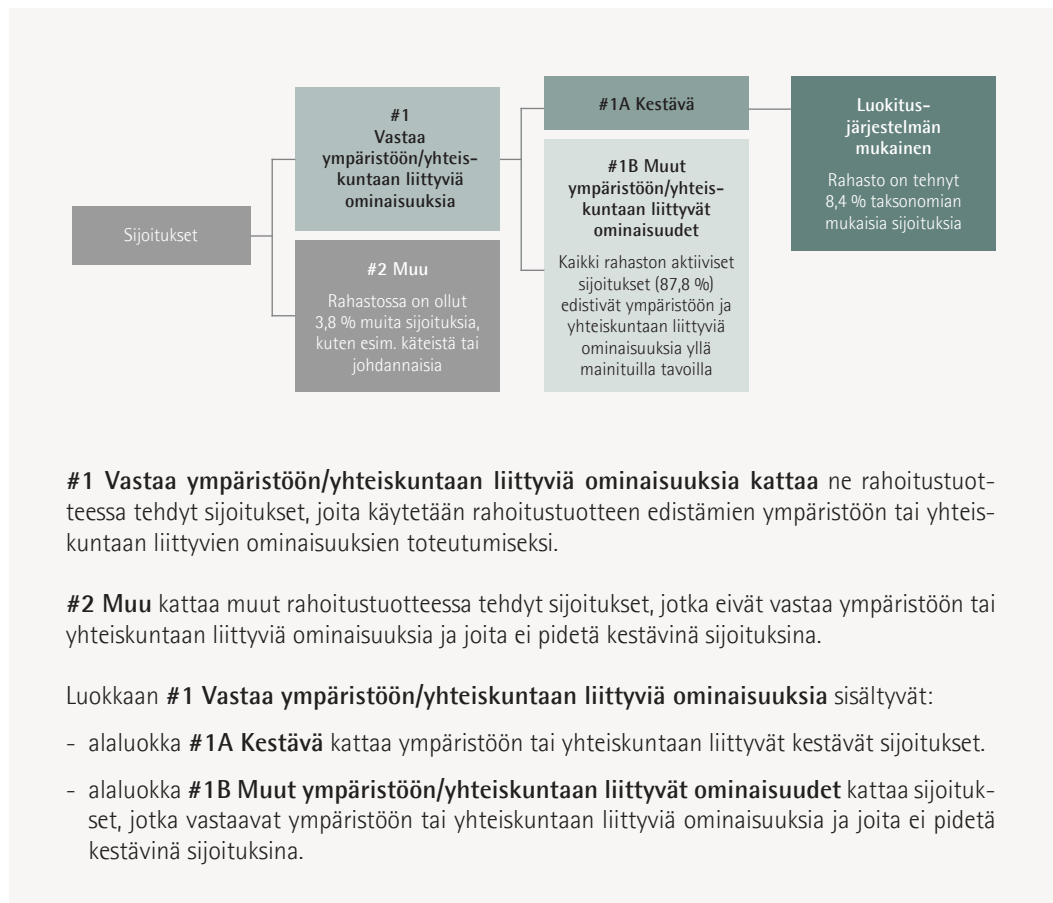 Sijoitukset
#1
Vastaa
ympäristöön/yhteis-
kuntaan liittyviä
ominaisuuksia
#2 Muu
Rahastossa on ollut
3,8 % muita sijoituksia,
kuten esim. käteistä tai
johdannaisia
#1A Kestävä
#1B Muut
ympäristöön/yhteis-
kuntaan liittyvät
ominaisuudet
Kaikki rahaston aktiiviset
sijoitukset (87,8 %)
edistivät ympäristöön ja
yhteiskuntaan liittyviä
ominaisuuksia yllä
mainituilla tavoilla
Luokitus-
järjestelmän
mukainen
Rahasto on tehnyt
8,4 % taksonomian
mukaisia sijoituksia
#1 Vastaa ympäristöön/yhteiskuntaan liittyviä ominaisuuksia kattaa ne rahoitustuot-
teessa tehdyt sijoitukset, joita käytetään rahoitustuotteen edistämien ympäristöön tai yhteis-
kuntaan liittyvien ominaisuuksien toteutumiseksi.
#2 Muu kattaa muut rahoitustuotteessa tehdyt sijoitukset, jotka eivät vastaa ympäristöön tai
yhteiskuntaan liittyviä ominaisuuksia ja joita ei pidetä kestävinä sijoituksina.
Luokkaan #1 Vastaa ympäristöön/yhteiskuntaan liittyviä ominaisuuksia sisältyvät:
- alaluokka #1A Kestävä kattaa ympäristöön tai yhteiskuntaan liittyvät kestävät sijoitukset.
- alaluokka #1B Muut ympäristöön/yhteiskuntaan liittyvät ominaisuudet kattaa sijoituk-
set, jotka vastaavat ympäristöön tai yhteiskuntaan liittyviä ominaisuuksia ja joita ei pidetä
kestävinä sijoituksina.